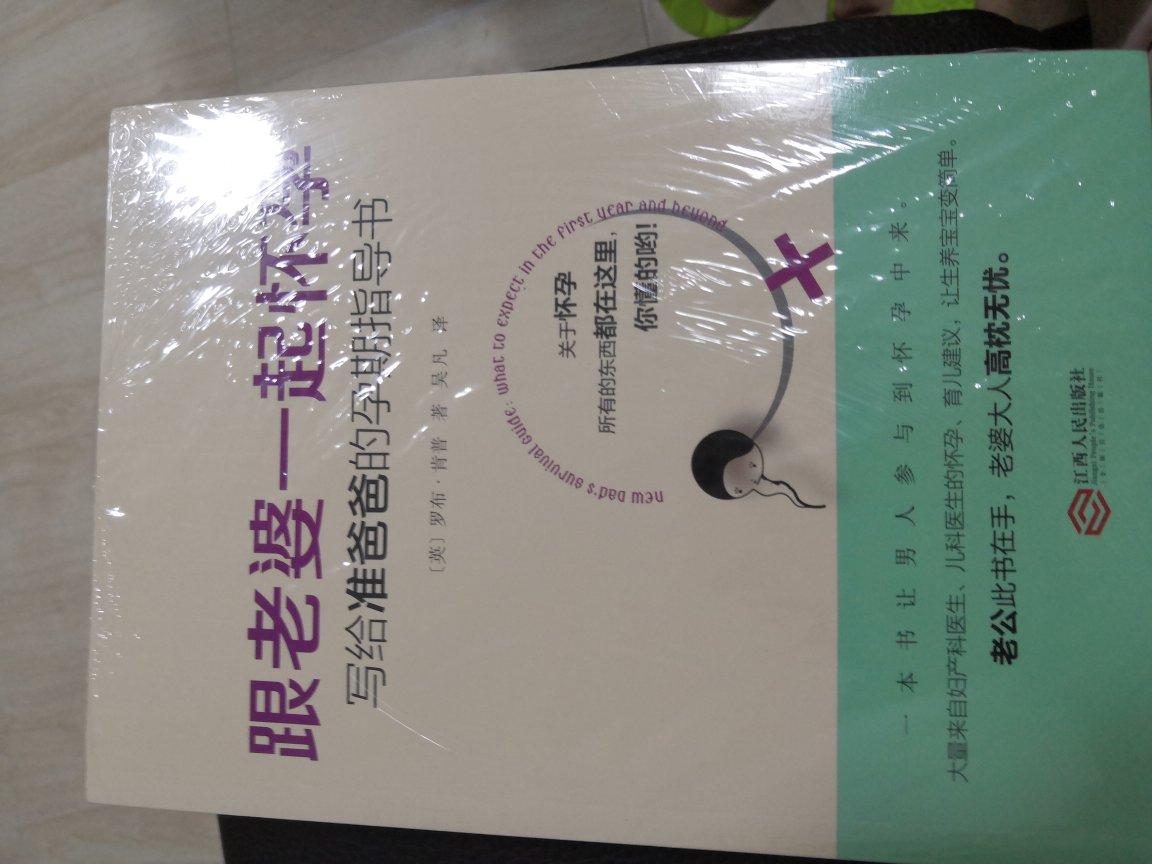 跟老婆一起怀孕
写给准爸爸的孕期指导书
〔英〕罗布·肯普 著 吴凡 译
new dad's survival guide: what to expect in the first year and beyond
关于怀孕
所有的东西都在这里,
你懂的哟!
一本书让男人参与到怀孕中来。
大量来自妇产科医生、儿科医生的怀孕、育儿建议，让生养宝宝变简单。
老公此书在手，老婆大人高枕无忧。
江西人民出版社
Jiangxi People's Publishing House